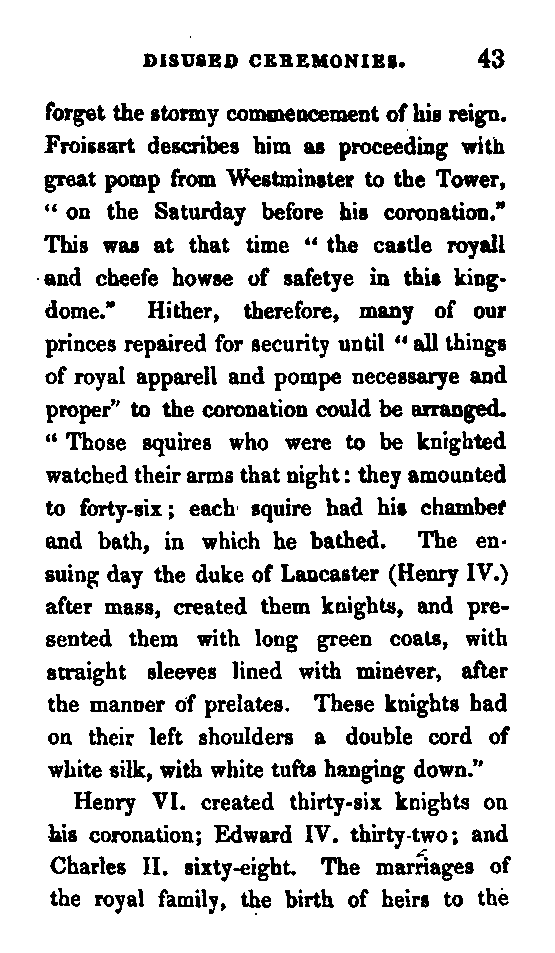 DISUSED CEREMONIES. 43
forget the stormy commencement of his reign.
Froissart describes him as proceeding with
great pomp from Westminster to the Tower,
“ on the Saturday before his coronation.”
This was at that time “ the castle royall
and cheefe howse of safetye in this king-
dome.” Hither, therefore, many of our
princes repaired for security until “ all things
of royal apparell and pompe necessarye and
proper” to the coronation could be arranged.
“ Those squires who were to be knighted
watched their arms that night : they amounted
to forty-six ; each squire had his chamber
and bath, in which he bathed. The en-
suing day the duke of Lancaster (Henry IV.)
after mass, created them knights, and pre-
sented them with long green coats, with
straight sleeves lined with minever, after
the manner of prelates. These knights had
on their left shoulders a double cord of
white silk, with white tufts hanging down.”
Henry VI. created thirty-six knights on
his coronation; Edward IV. thirty-two; and
Charles II. sixty-eight. The marriages of
the royal family, the birth of heirs to the